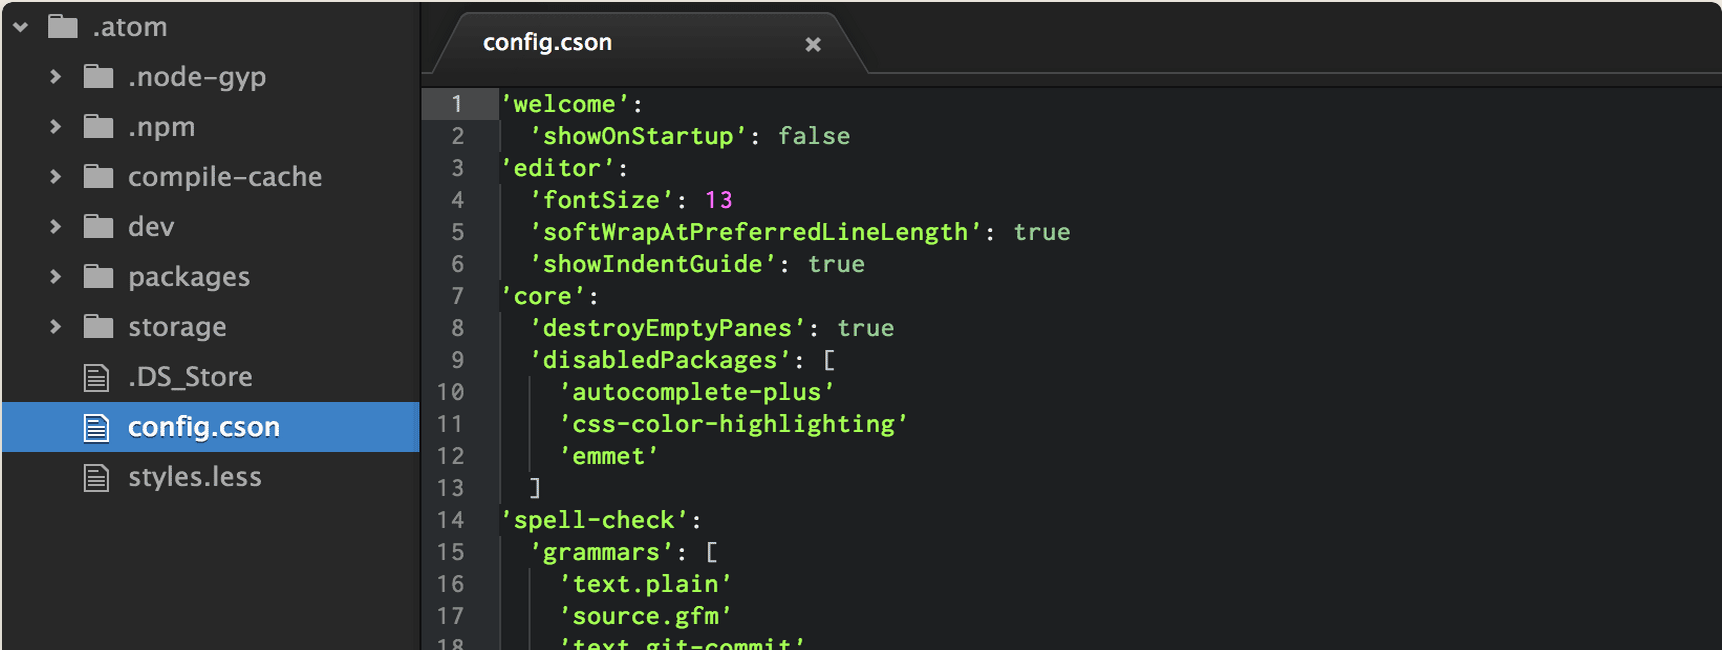 .atom
.node-gyp
.npm
compile-cache
dev
packages
storage
.DS_Store
config.cson
styles.less
config.cson ×
1 'welcome':
2 'showOnStartup': false
3 'editor':
4 'fontSize': 13
5 'softWrapAtPreferredLineLength': true
6 'showIndentGuide': true
7 'core':
8 'destroyEmptyPanes': true
9 'disabledPackages': [
10 'autocomplete-plus'
11 'css-color-highlighting'
12 'emmet'
13 ]
14 'spell-check':
15 'grammars': [
16 'text.plain'
17 'source.gfm'
18 'text.git-commit'